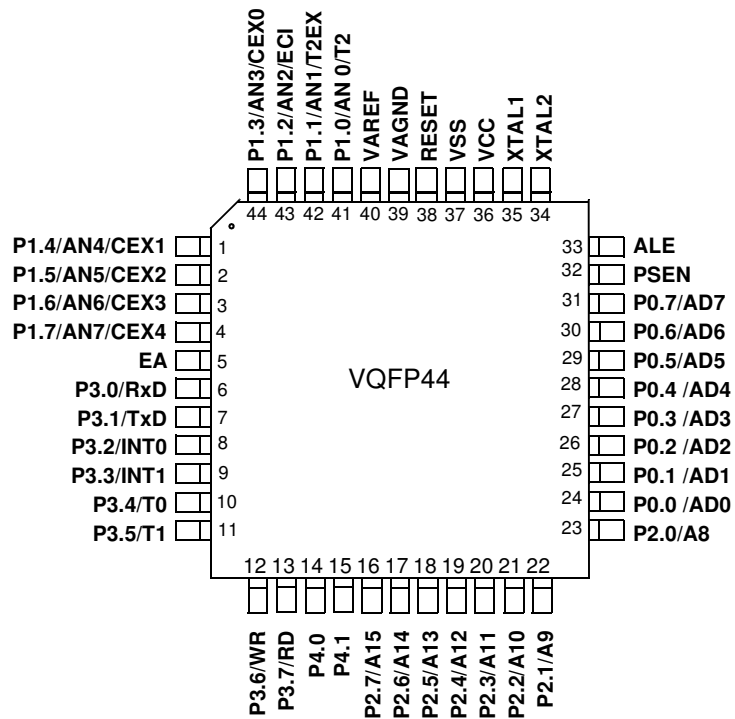 P1.3/AN3/CEX0
P1.2/AN2/ECI
P1.1/AN1/T2EX
P1.0/AN 0/T2
VAREF
VAGND
RESET
VSS
VCC
XTAL1
XTAL2
44 43 42 41 40 39 38 37 36 35 34
P1.4/AN4/CEX1 1
P1.5/AN5/CEX2 2
P1.6/AN6/CEX3 3
P1.7/AN7/CEX4 4
EA 5
P3.0/RxD 6
P3.1/TxD 7
P3.2/INT0 8
P3.3/INT1 9
P3.4/T0 10
P3.5/T1 11
VQFP44
33 ALE
32 PSEN
31 P0.7/AD7
30 P0.6/AD6
29 P0.5/AD5
28 P0.4 /AD4
27 P0.3 /AD3
26 P0.2 /AD2
25 P0.1 /AD1
24 P0.0 /AD0
23 P2.0/A8
12 13 14 15 16 17 18 19 20 21 22
P3.6/WR
P3.7/RD
P4.0
P4.1
P2.7/A15
P2.6/A14
P2.5/A13
P2.4/A12
P2.3/A11
P2.2/A10
P2.1/A9